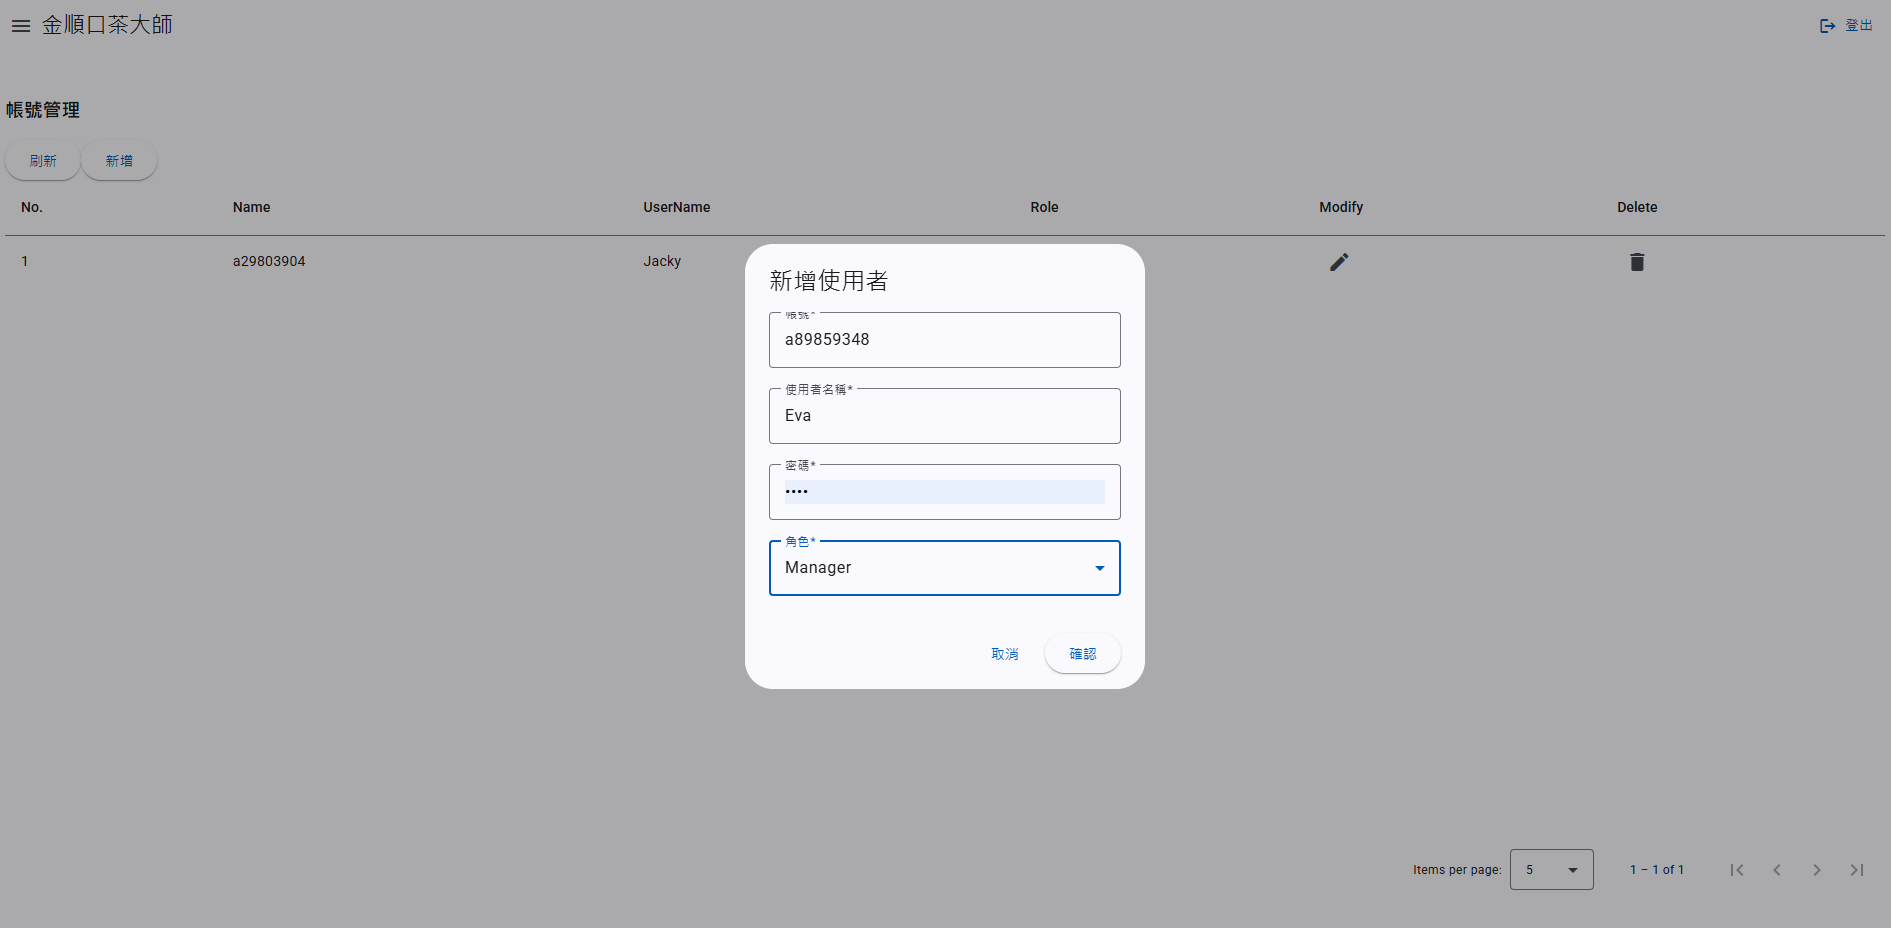 金順口茶大師
登出
帳號管理
刷新 新增
No. Name UserName Role Modify Delete
1 a29803904 Jacky
新增使用者
帳號*
a89859348
使用者名稱*
Eva
密碼*
••••
角色*
Manager
取消 確認
Items per page: 5 1 – 1 of 1